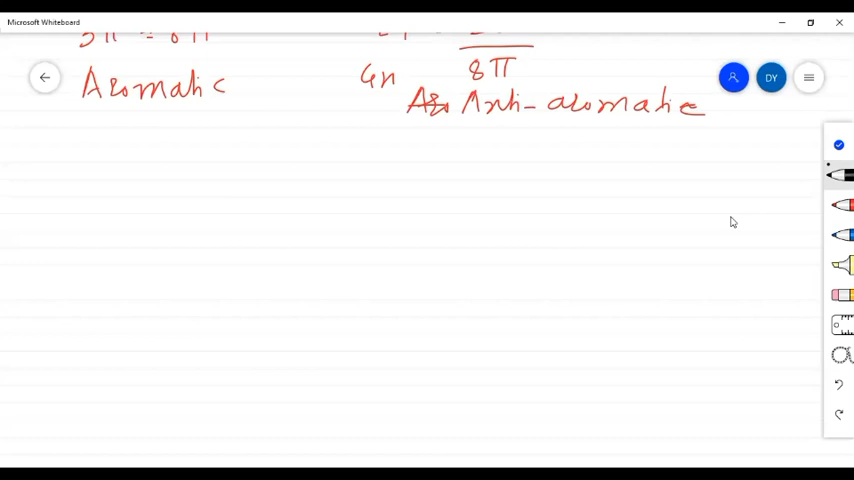 Microsoft Whiteboard
DY
8π
4n
Aromatic
Anti-aromatic